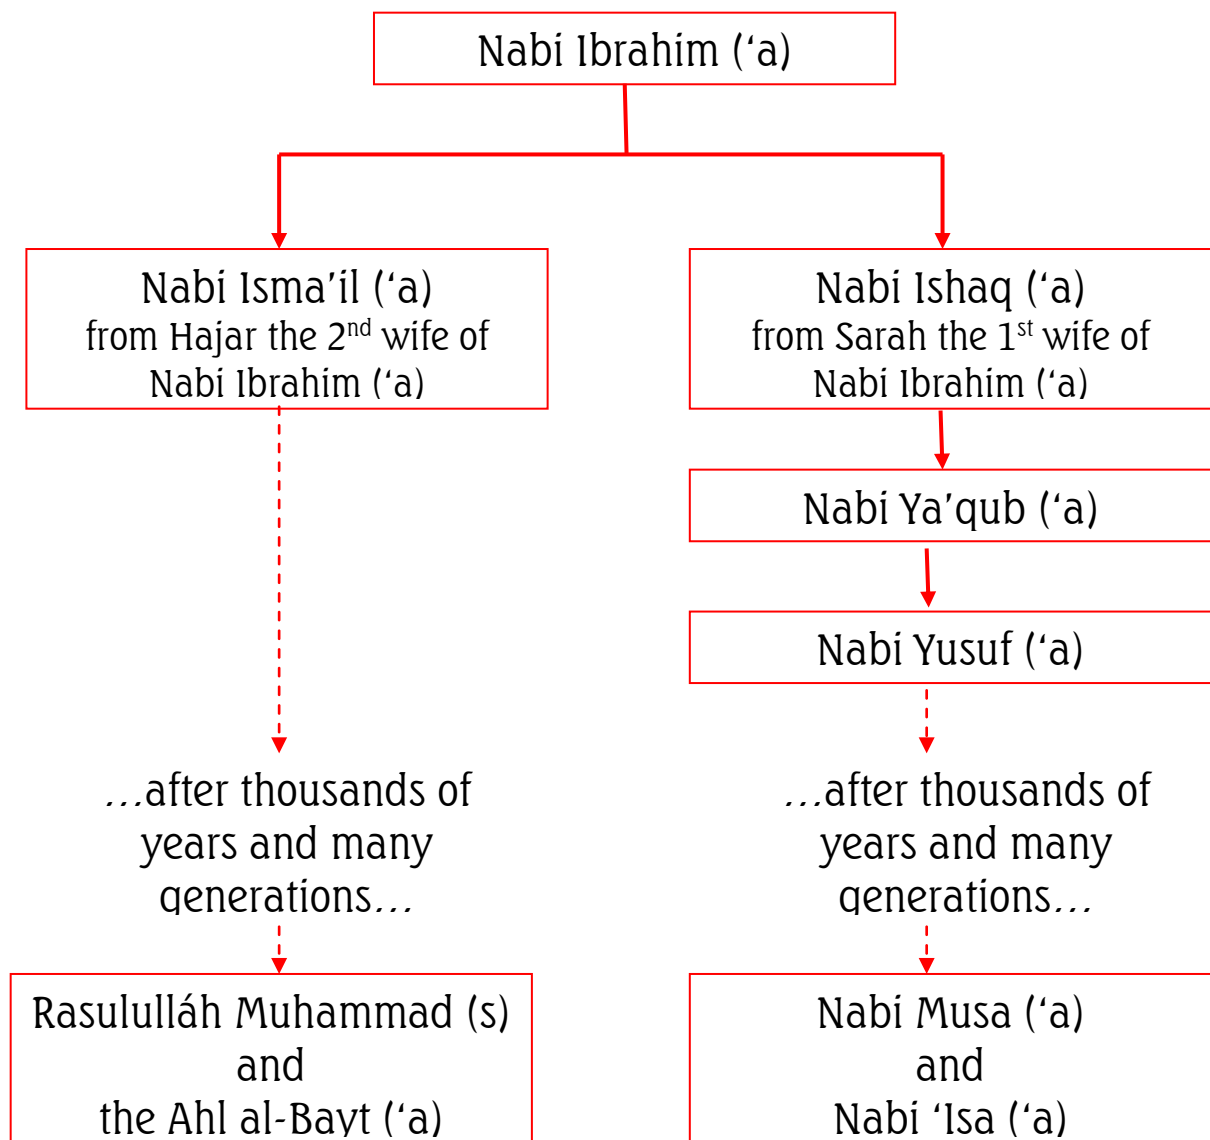 Nabi Ibrahim (‘a)
Nabi Isma’il (‘a)
from Hajar the 2nd wife of
Nabi Ibrahim (‘a)
Nabi Ishaq (‘a)
from Sarah the 1st wife of
Nabi Ibrahim (‘a)
Nabi Ya’qub (‘a)
Nabi Yusuf (‘a)
…after thousands of
years and many
generations…
…after thousands of
years and many
generations…
Rasululláh Muhammad (s)
and
the Ahl al-Bayt (‘a)
Nabi Musa (‘a)
and
Nabi ‘Isa (‘a)